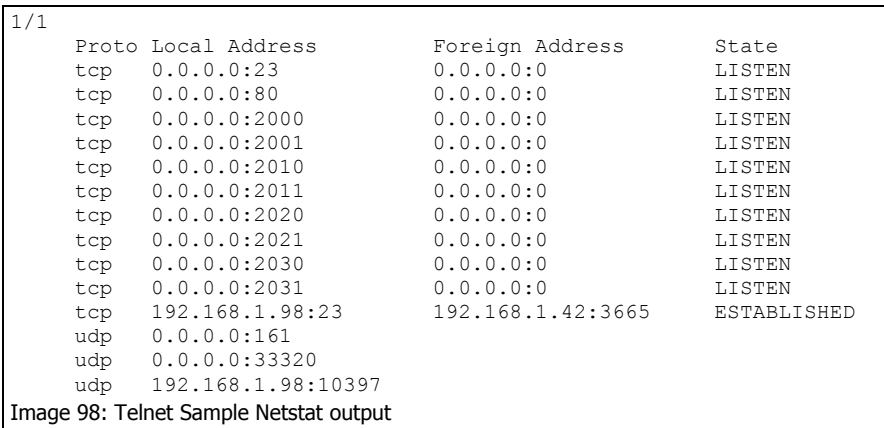 1/1
Proto Local Address Foreign Address State
tcp 0.0.0.0:23 0.0.0.0:0 LISTEN
tcp 0.0.0.0:80 0.0.0.0:0 LISTEN
tcp 0.0.0.0:2000 0.0.0.0:0 LISTEN
tcp 0.0.0.0:2001 0.0.0.0:0 LISTEN
tcp 0.0.0.0:2010 0.0.0.0:0 LISTEN
tcp 0.0.0.0:2011 0.0.0.0:0 LISTEN
tcp 0.0.0.0:2020 0.0.0.0:0 LISTEN
tcp 0.0.0.0:2021 0.0.0.0:0 LISTEN
tcp 0.0.0.0:2030 0.0.0.0:0 LISTEN
tcp 0.0.0.0:2031 0.0.0.0:0 LISTEN
tcp 192.168.1.98:23 192.168.1.42:3665 ESTABLISHED
udp 0.0.0.0:161
udp 0.0.0.0:33320
udp 192.168.1.98:10397
Image 98: Telnet Sample Netstat output